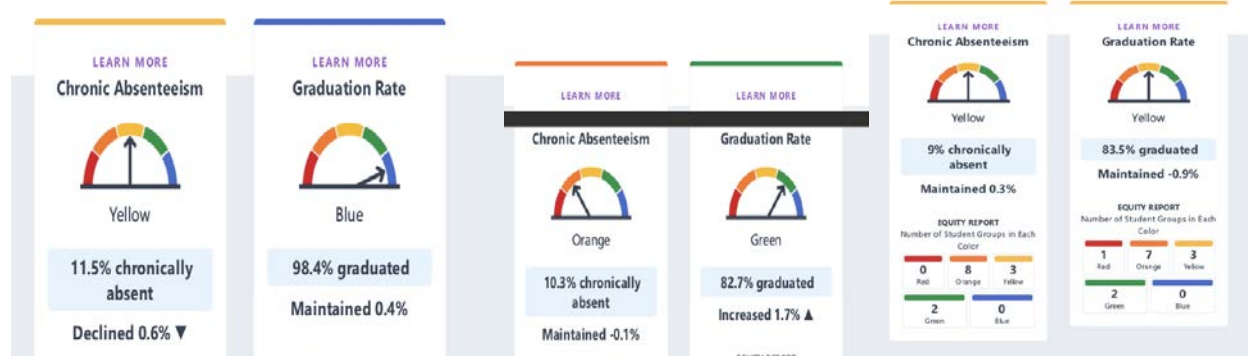 LEARN MORE
Chronic Absenteeism
Yellow
11.5% chronically
absent
Declined 0.6% ▼
LEARN MORE
Graduation Rate
Blue
98.4% graduated
Maintained 0.4%
LEARN MORE
Chronic Absenteeism
Orange
10.3% chronically
absent
Maintained -0.1%
LEARN MORE
Graduation Rate
Green
82.7% graduated
Increased 1.7% ▲
LEARN MORE
Chronic Absenteeism
Yellow
9% chronically
absent
Maintained 0.3%
EQUITY REPORT
Number of Student Groups in Each
Color
0 8 3
Red Orange Yellow
2 0
Green Blue
LEARN MORE
Graduation Rate
Yellow
83.5% graduated
Maintained -0.9%
EQUITY REPORT
Number of Student Groups in Each
Color
1 7 3
Red Orange Yellow
2 0
Green Blue